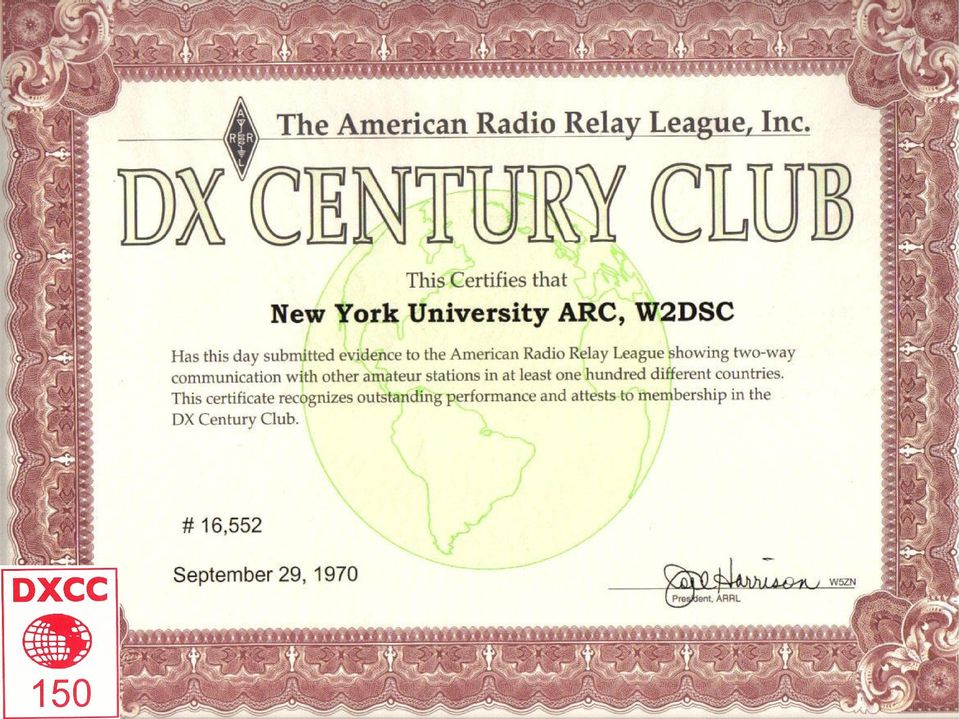 The American Radio Relay League, Inc.
A
R R
L
DX CENTURY CLUB
This Certifies that
New York University ARC, W2DSC
Has this day submitted evidence to the American Radio Relay League showing two-way
communication with other amateur stations in at least one hundred different countries.
This certificate recognizes outstanding performance and attests to membership in the
DX Century Club.
# 16,552
September 29, 1970
Joel Harrison W5ZN
President, ARRL
DXCC
150